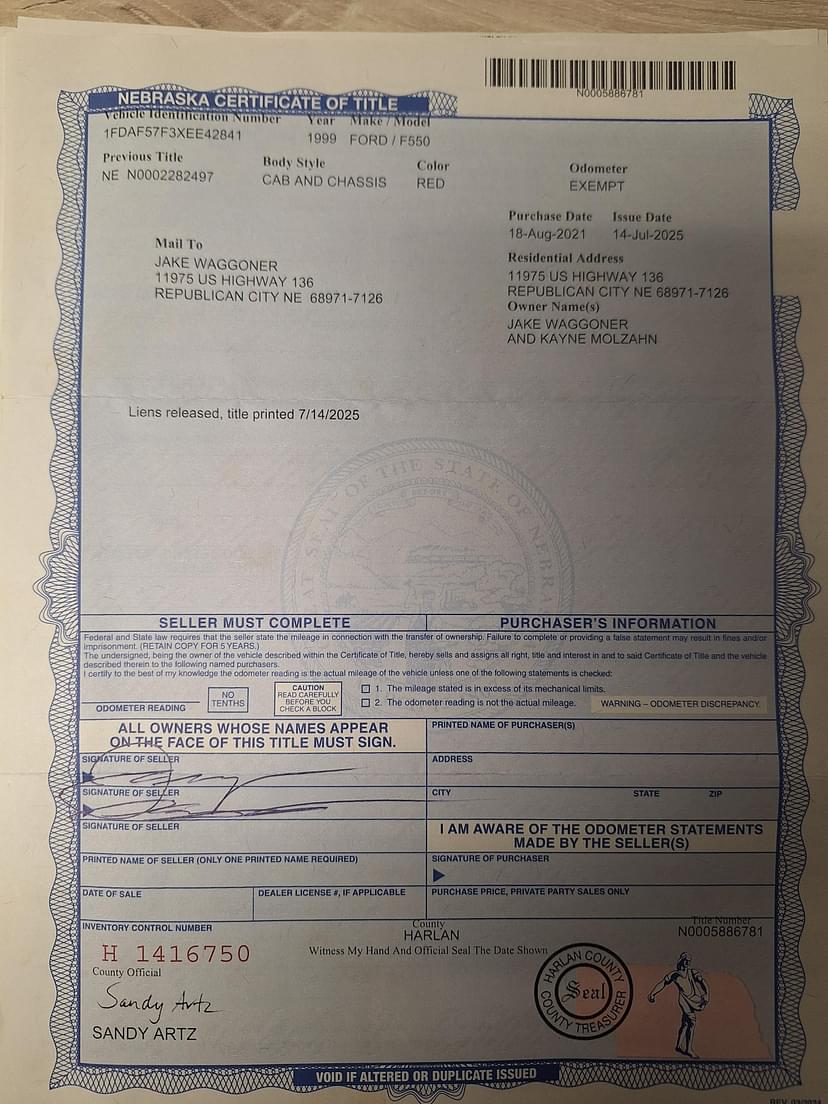 N0005886781
NEBRASKA CERTIFICATE OF TITLE
Vehicle Identification Number Year Make / Model
1FDAF57F3XEE42841 1999 FORD / F550
Previous Title Body Style Color Odometer
NE N0002282497 CAB AND CHASSIS RED EXEMPT
Purchase Date Issue Date
18-Aug-2021 14-Jul-2025
Mail To
JAKE WAGGONER
11975 US HIGHWAY 136
REPUBLICAN CITY NE 68971-7126
Residential Address
11975 US HIGHWAY 136
REPUBLICAN CITY NE 68971-7126
Owner Name(s)
JAKE WAGGONER
AND KAYNE MOLZAHN
Liens released, title printed 7/14/2025
SEAL OF THE STATE OF NEBRA
SELLER MUST COMPLETE PURCHASER'S INFORMATION
Federal and State law requires that the seller state the mileage in connection with the transfer of ownership. Failure to complete or providing a false statement may result in fines and/or
imprisonment. (RETAIN COPY FOR 5 YEARS.)
The undersigned, being the owner of the vehicle described within the Certificate of Title, hereby sells and assigns all right, title and interest in and to said Certificate of Title and the vehicle
described therein to the following named purchasers.
I certify to the best of my knowledge the odometer reading is the actual mileage of the vehicle unless one of the following statements is checked:
ODOMETER READING
NO
TENTHS
CAUTION
READ CAREFULLY
BEFORE YOU
CHECK A BLOCK
1. The mileage stated is in excess of its mechanical limits.
2. The odometer reading is not the actual mileage. WARNING – ODOMETER DISCREPANCY.
ALL OWNERS WHOSE NAMES APPEAR
ON THE FACE OF THIS TITLE MUST SIGN.
PRINTED NAME OF PURCHASER(S)
SIGNATURE OF SELLER ADDRESS
SIGNATURE OF SELLER CITY STATE ZIP
SIGNATURE OF SELLER
I AM AWARE OF THE ODOMETER STATEMENTS
MADE BY THE SELLER(S)
PRINTED NAME OF SELLER (ONLY ONE PRINTED NAME REQUIRED) SIGNATURE OF PURCHASER
DATE OF SALE DEALER LICENSE #, IF APPLICABLE PURCHASE PRICE, PRIVATE PARTY SALES ONLY
INVENTORY CONTROL NUMBER County Title Number
HARLAN N0005886781
H 1416750 Witness My Hand And Official Seal The Date Shown
County Official
Sandy Artz
SANDY ARTZ
HARLAN COUNTY
Seal
COUNTY TREASURER
VOID IF ALTERED OR DUPLICATE ISSUED
REV. 03/2024